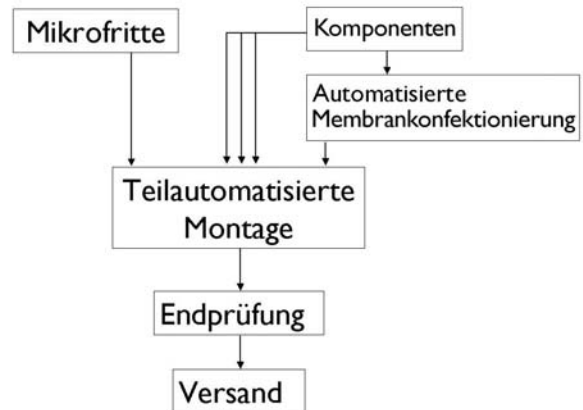 Mikrofritte
Komponenten
Automatisierte
Membrankonfektionierung
Teilautomatisierte
Montage
Endprüfung
Versand